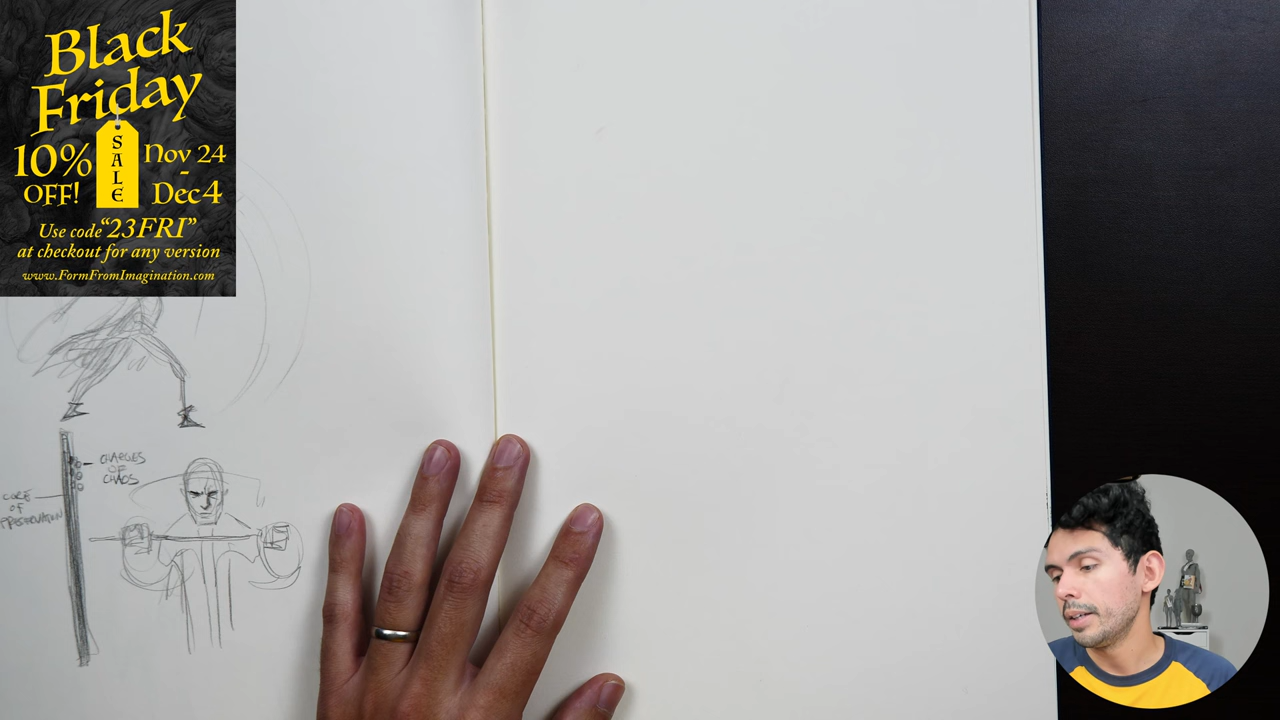 Black
Friday
SALE
10% OFF!
Nov 24 - Dec 4
Use code “23FRI”
at checkout for any version
www.FormFromImagination.com
CHARGES
OF
CHAOS
CORE
OF
PRESERVATION